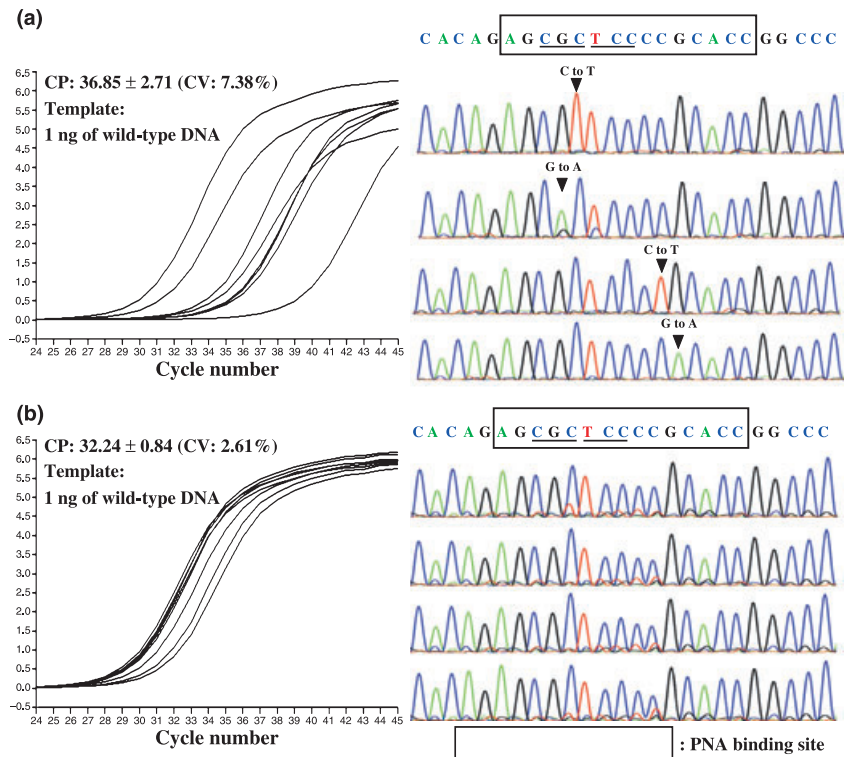 (a)
C A C A G A G C G C T C C C C G C A C C G G C C C
CP: 36.85 ± 2.71 (CV: 7.38%)
Template:
1 ng of wild-type DNA
6.5
6.0
5.5
5.0
4.5
4.0
3.5
3.0
2.5
2.0
1.5
1.0
0.5
0.0
−0.5
24 25 26 27 28 29 30 31 32 33 34 35 36 37 38 39 40 41 42 43 44 45
Cycle number
C to T
G to A
C to T
G to A
(b)
C A C A G A G C G C T C C C C G C A C C G G C C C
CP: 32.24 ± 0.84 (CV: 2.61%)
Template:
1 ng of wild-type DNA
6.5
6.0
5.5
5.0
4.5
4.0
3.5
3.0
2.5
2.0
1.5
1.0
0.5
0.0
−0.5
24 25 26 27 28 29 30 31 32 33 34 35 36 37 38 39 40 41 42 43 44 45
Cycle number
: PNA binding site